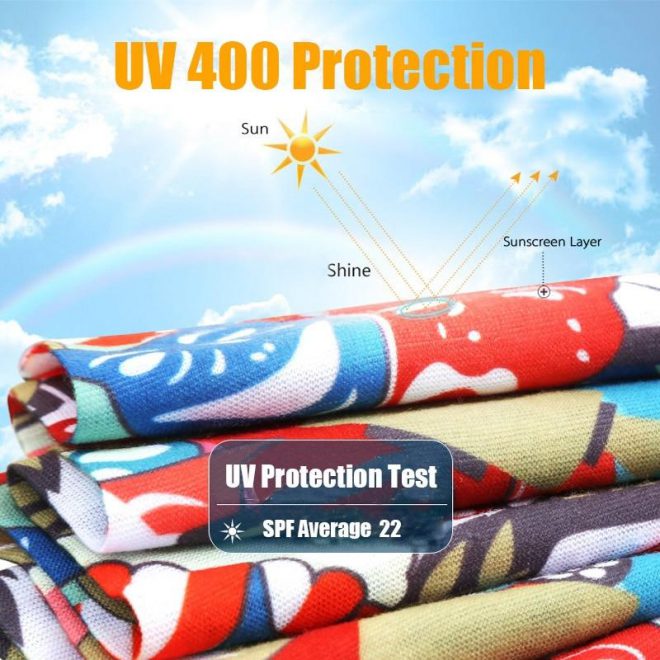 UV 400 Protection
Sun
Sunscreen Layer
Shine
UV Protection Test
SPF Average 22